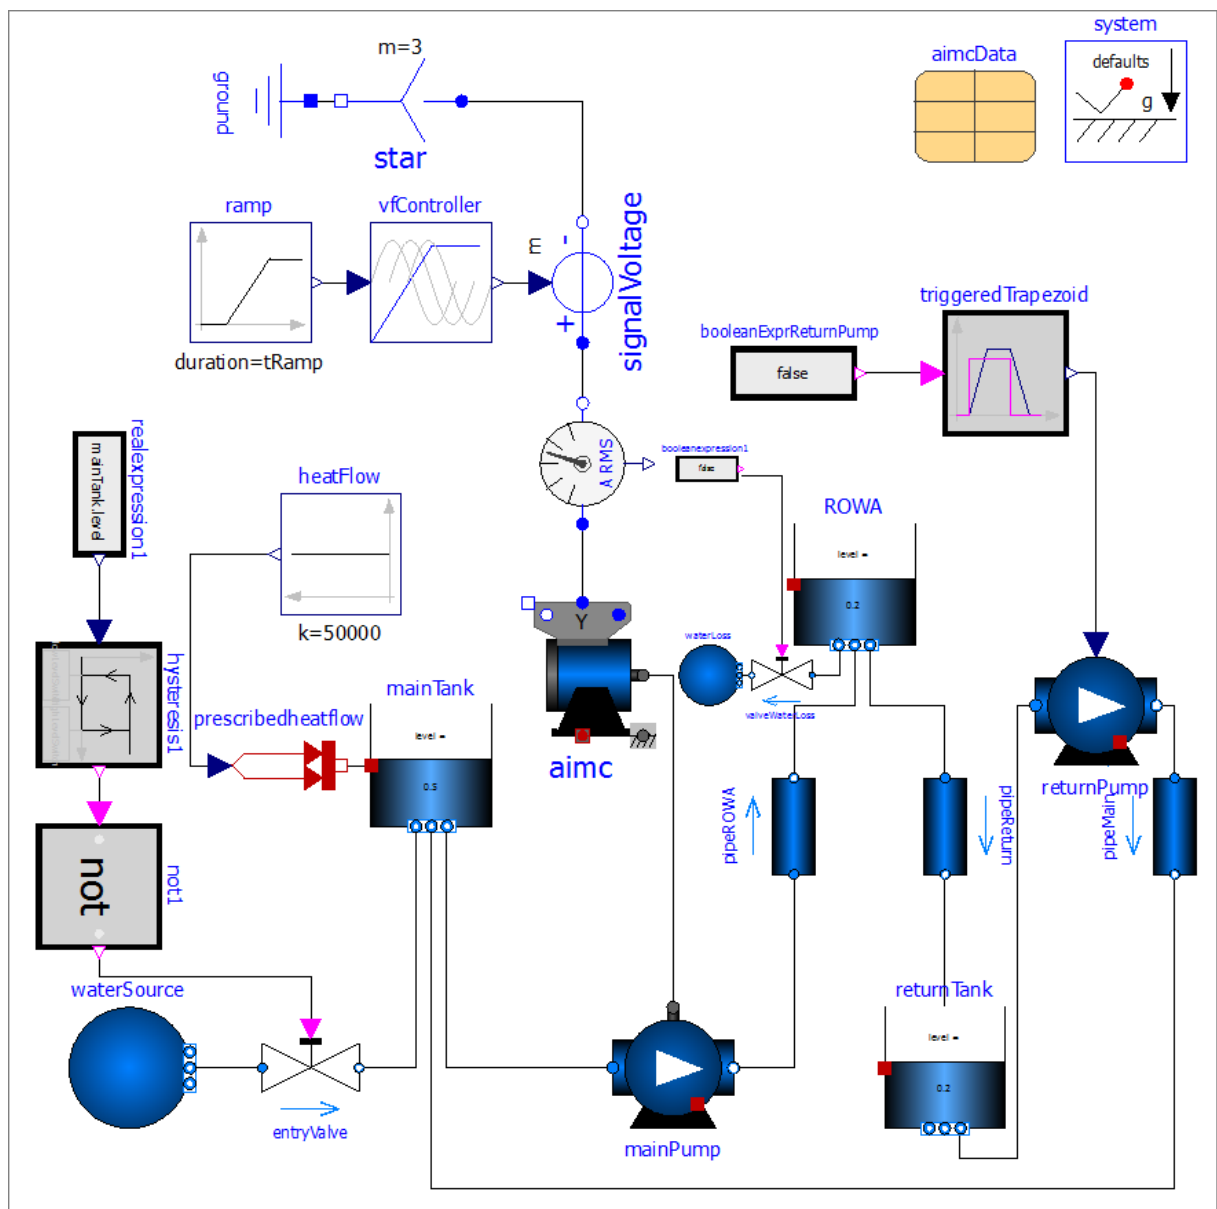 system
m=3
aimcData
defaults
g
ground
star
ramp
vfController
m
-
+
signalVoltage
triggeredTrapezoid
booleanExprReturnPump
false
duration=tRamp
realexpression1
mainTank.level
heatFlow
A RMS
booleanexpression1
false
ROWA
level =
0.2
k=50000
Y
hysteresis1
waterLoss
mainTank
prescribedheatflow
level =
0.5
valveWaterLoss
aimc
returnPump
pipeROWA
pipeReturn
pipeMain
not
not1
waterSource
returnTank
level =
0.2
entryValve
mainPump